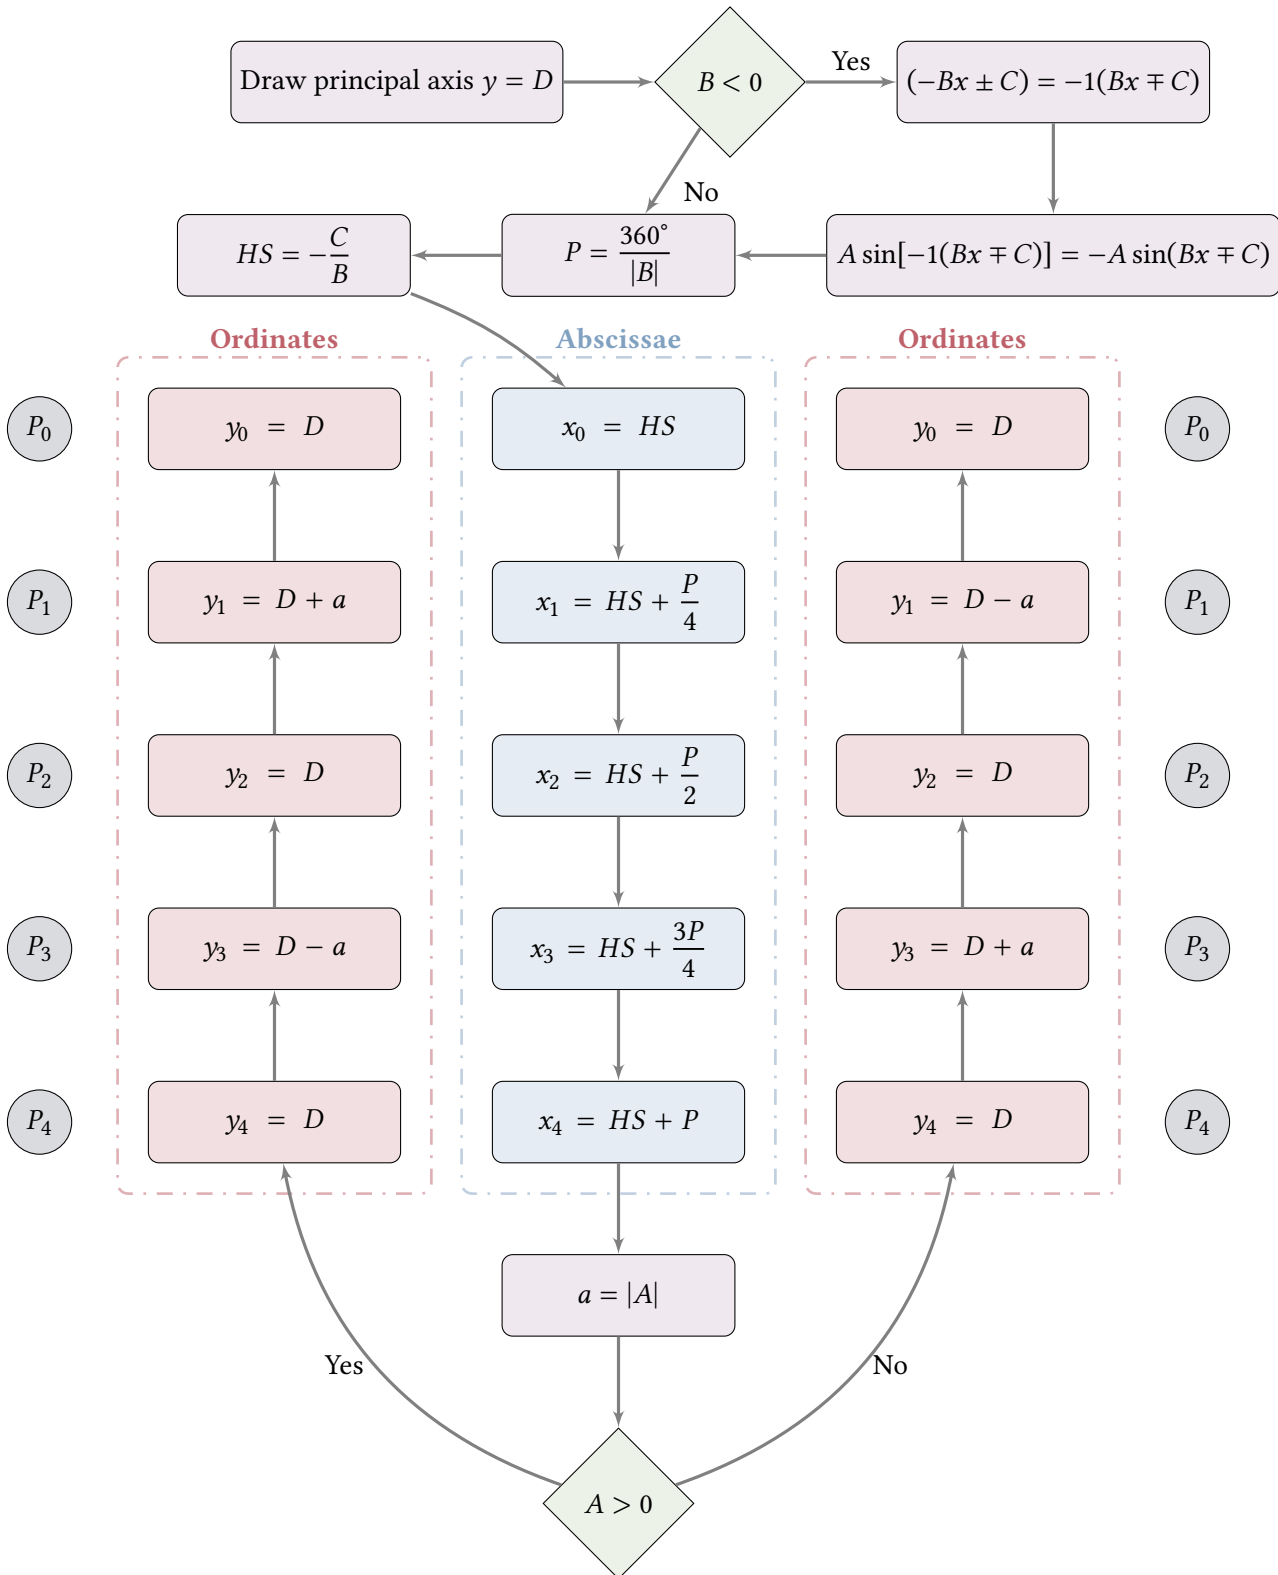 Draw principal axis y = D
B < 0
Yes
(-Bx ± C) = -1(Bx ∓ C)
No
HS = -C/B
P = 360°/|B|
A sin[-1(Bx ∓ C)] = -A sin(Bx ∓ C)
Ordinates
Abscissae
Ordinates
P₀
y₀ = D
x₀ = HS
y₀ = D
P₀
P₁
y₁ = D + a
x₁ = HS + P/4
y₁ = D − a
P₁
P₂
y₂ = D
x₂ = HS + P/2
y₂ = D
P₂
P₃
y₃ = D − a
x₃ = HS + 3P/4
y₃ = D + a
P₃
P₄
y₄ = D
x₄ = HS + P
y₄ = D
P₄
a = |A|
Yes
No
A > 0